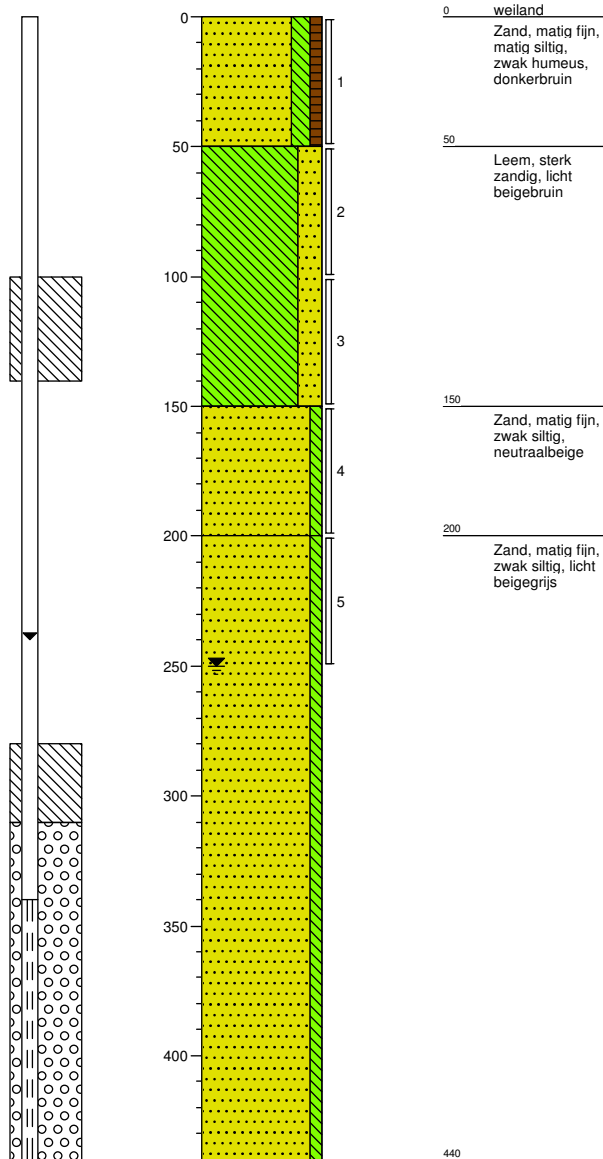 0
50
100
150
200
250
300
350
400
1
2
3
4
5
0
weiland
Zand, matig fijn,
matig siltig,
zwak humeus,
donkerbruin
50
Leem, sterk
zandig, licht
beigebruin
150
Zand, matig fijn,
zwak siltig,
neutraalbeige
200
Zand, matig fijn,
zwak siltig, licht
beigegrijs
440